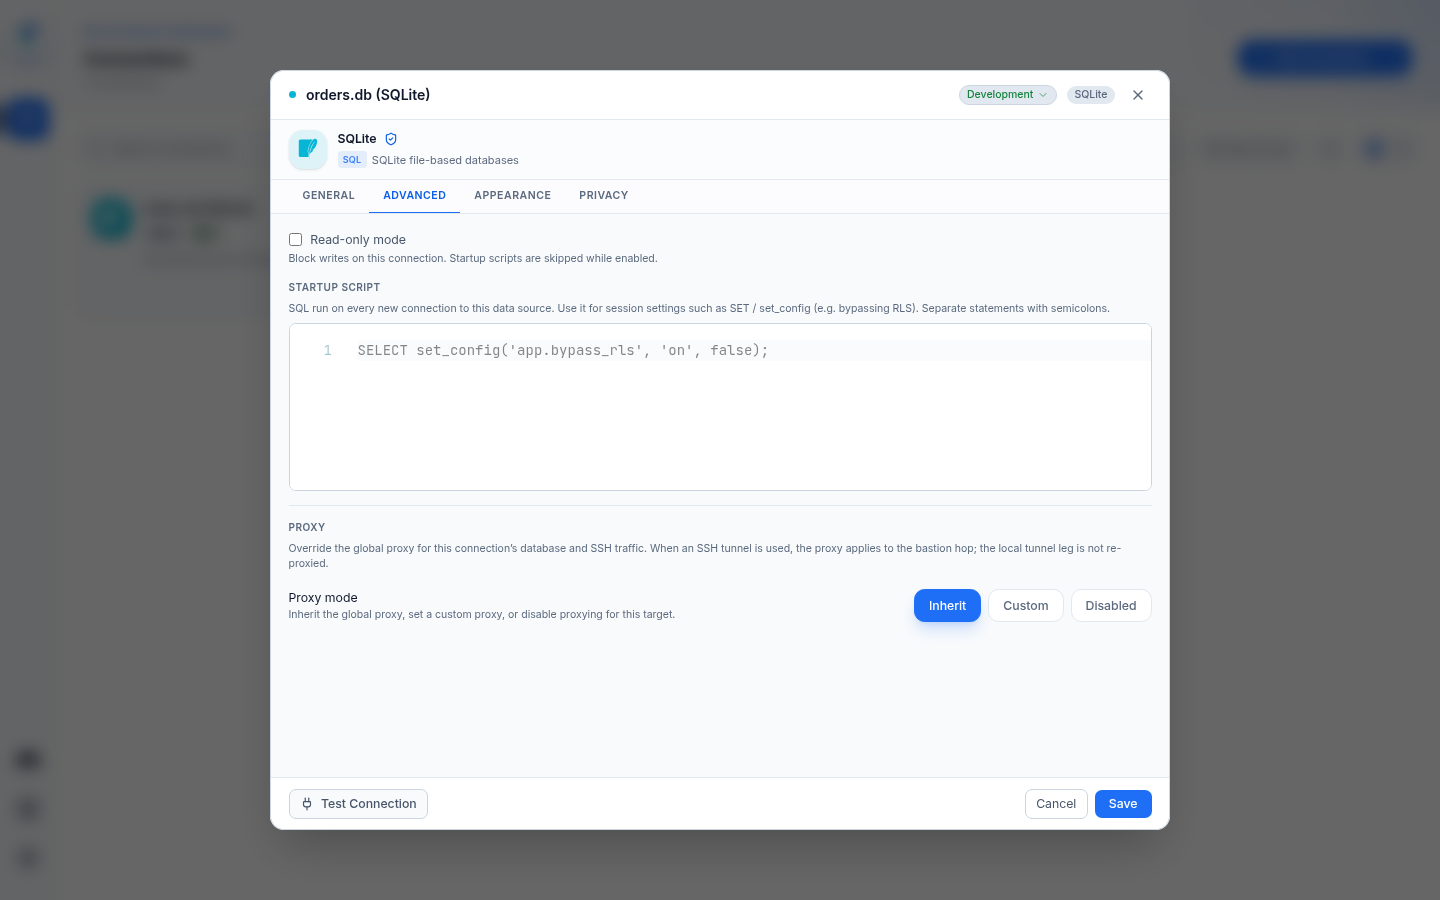 orders.db (SQLite)
Development
SQLite
SQLite
SQL SQLite file-based databases
GENERAL ADVANCED APPEARANCE PRIVACY
Read-only mode
Block writes on this connection. Startup scripts are skipped while enabled.
STARTUP SCRIPT
SQL run on every new connection to this data source. Use it for session settings such as SET / set_config (e.g. bypassing RLS). Separate statements with semicolons.
1 SELECT set_config('app.bypass_rls', 'on', false);
PROXY
Override the global proxy for this connection's database and SSH traffic. When an SSH tunnel is used, the proxy applies to the bastion hop; the local tunnel leg is not re-
proxied.
Proxy mode
Inherit the global proxy, set a custom proxy, or disable proxying for this target.
Inherit Custom Disabled
Test Connection
Cancel Save